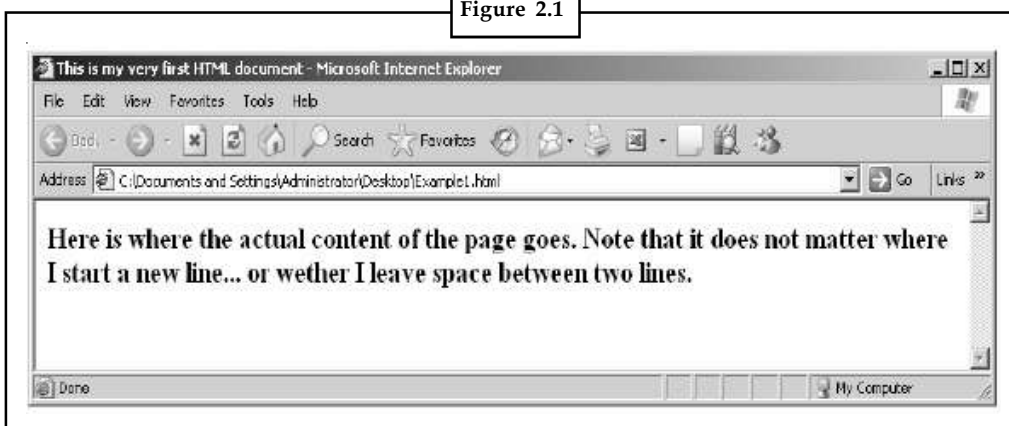 Figure 2.1
This is my very first HTML document - Microsoft Internet Explorer
File Edit View Favorites Tools Help
Back Search Favorites
Address C:\Documents and Settings\Administrator\Desktop\Example1.html Go Links »
Here is where the actual content of the page goes. Note that it does not matter where
I start a new line... or wether I leave space between two lines.
Done My Computer